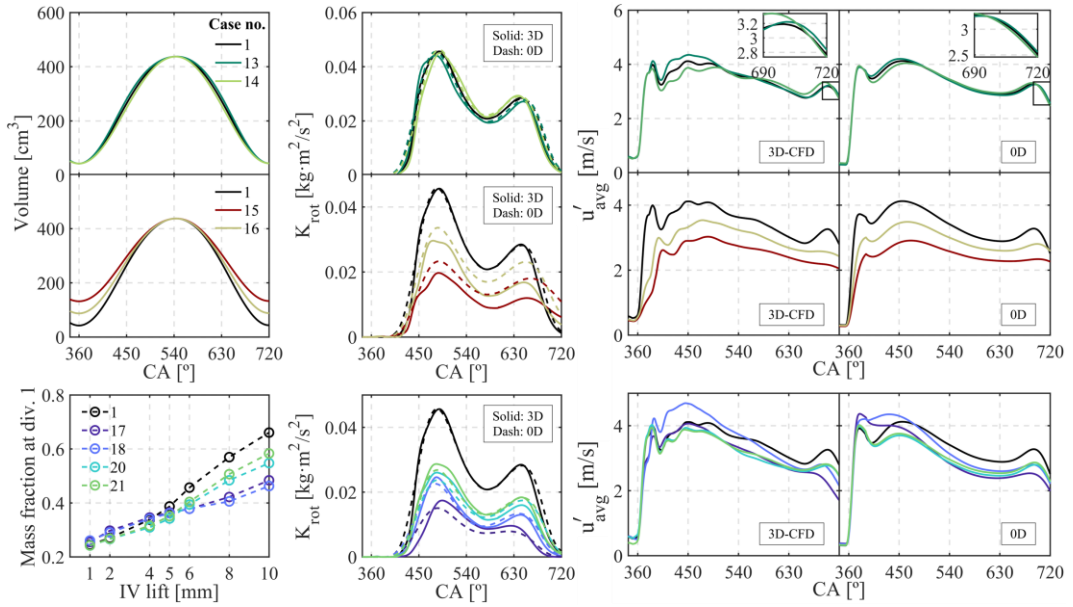 Case no.
1
13
14
600
400
200
0
Volume [cm³]
1
15
16
400
300
200
100
0
360 450 540 630 720
CA [º]
0.06
0.04
0.02
0
Solid: 3D
Dash: 0D
K_rot [kg·m²/s²]
0.04
0.02
0
Solid: 3D
Dash: 0D
360 450 540 630 720
CA [º]
6
4
2
0
u'_avg [m/s]
3.2
3
2.8
690 720
3D-CFD
3
2.5
690 720
0D
4
2
0
3D-CFD
0D
360 450 540 630 720
CA [º]
360 450 540 630 720
CA [º]
Mass fraction at div. 1
0.8
0.6
0.4
0.2
1
17
18
20
21
1 2 4 5 6 8 10
IV lift [mm]
K_rot [kg·m²/s²]
0.04
0.02
0
Solid: 3D
Dash: 0D
360 450 540 630 720
CA [º]
u'_avg [m/s]
4
2
0
3D-CFD
0D
360 450 540 630 720
CA [º]
360 450 540 630 720
CA [º]